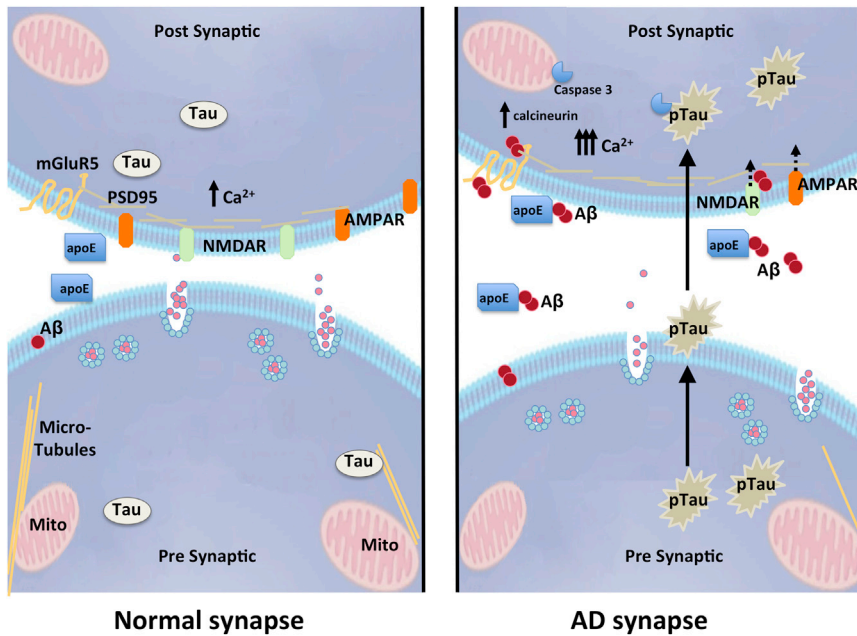 Post Synaptic
Tau
mGluR5
Tau
PSD95
Ca²⁺
AMPAR
apoE
NMDAR
apoE
Aβ
Micro-
Tubules
Tau
Tau
Mito
Mito
Pre Synaptic
Normal synapse
Post Synaptic
pTau
Caspase 3
pTau
calcineurin
Ca²⁺
NMDAR
AMPAR
apoE
Aβ
apoE
Aβ
apoE
Aβ
pTau
pTau
pTau
Pre Synaptic
AD synapse